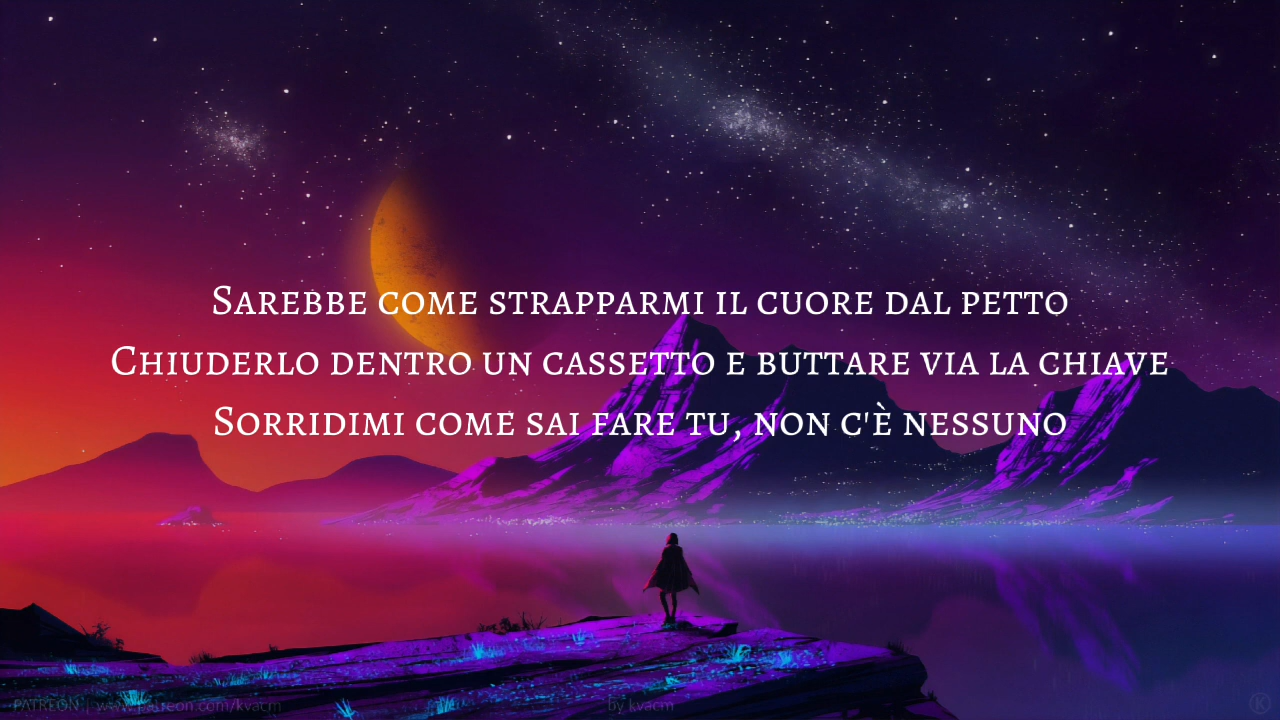 Sarebbe come strapparmi il cuore dal petto
Chiuderlo dentro un cassetto e buttare via la chiave
Sorridimi come sai fare tu, non c'è nessuno
PATREON | www.patreon.com/kvacm
by kvacm
K